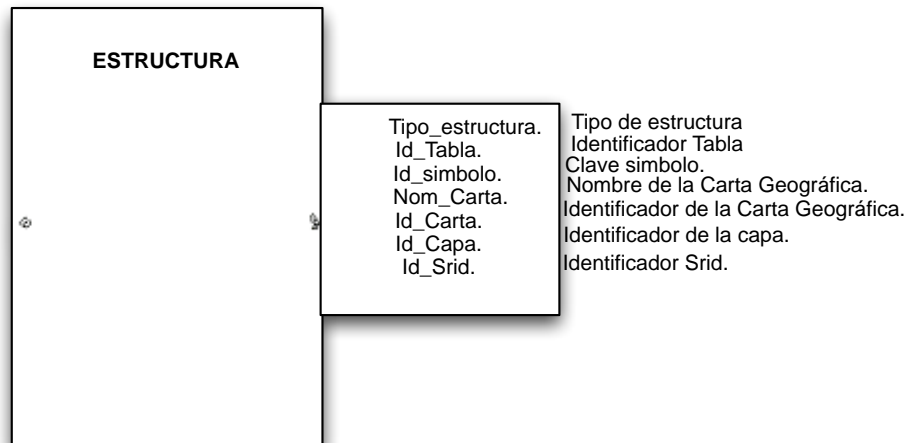 ESTRUCTURA
Tipo_estructura. Tipo de estructura
Id_Tabla. Identificador Tabla
Id_simbolo. Clave simbolo.
Nom_Carta. Nombre de la Carta Geográfica.
Id_Carta. Identificador de la Carta Geográfica.
Id_Capa. Identificador de la capa.
Id_Srid. Identificador Srid.